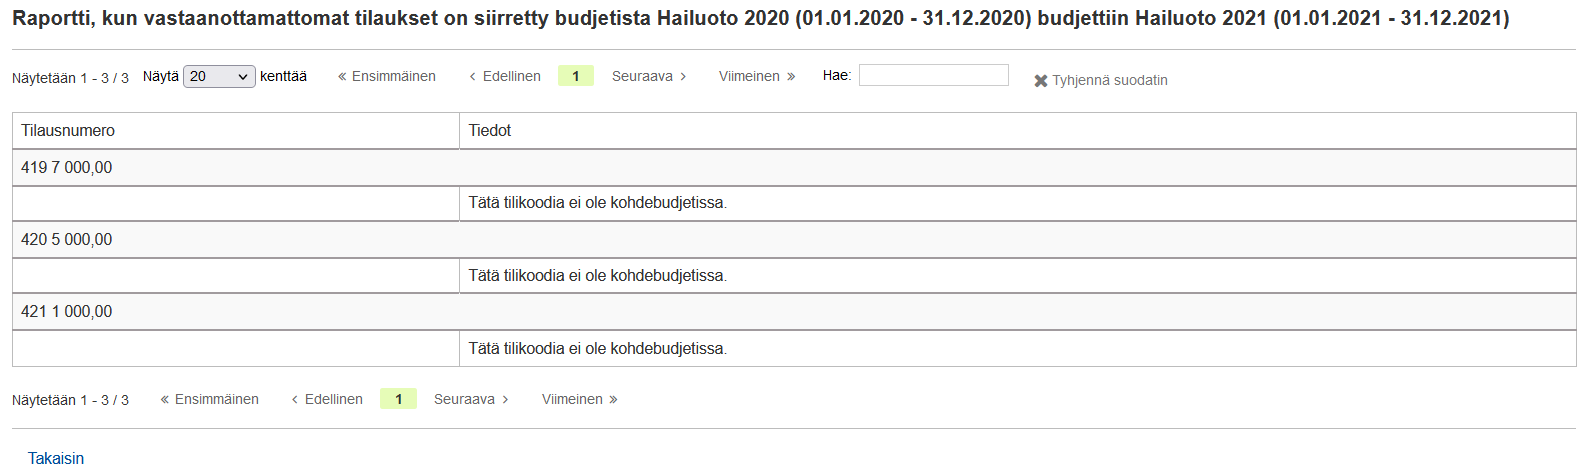 Raportti, kun vastaanottamattomat tilaukset on siirretty budjetista Hailuoto 2020 (01.01.2020 - 31.12.2020) budjettiin Hailuoto 2021 (01.01.2021 - 31.12.2021)
Näytetään 1 - 3 / 3 Näytä 20 kenttää « Ensimmäinen ‹ Edellinen 1 Seuraava › Viimeinen » Hae: ✖ Tyhjennä suodatin
Tilausnumero Tiedot
419 7 000,00
Tätä tilikoodia ei ole kohdebudjetissa.
420 5 000,00
Tätä tilikoodia ei ole kohdebudjetissa.
421 1 000,00
Tätä tilikoodia ei ole kohdebudjetissa.
Näytetään 1 - 3 / 3 « Ensimmäinen ‹ Edellinen 1 Seuraava › Viimeinen »
Takaisin